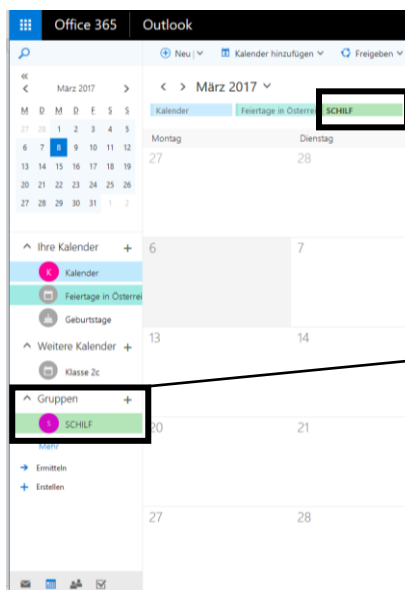 Office 365 Outlook
Neu Kalender hinzufügen Freigeben
März 2017
M D M D F S S
27 28 1 2 3 4 5
6 7 8 9 10 11 12
13 14 15 16 17 18 19
20 21 22 23 24 25 26
27 28 29 30 31 1 2
Ihre Kalender
K Kalender
Feiertage in Österrei
Geburtstage
Weitere Kalender
Klasse 2c
Gruppen
S SCHILF
Mehr
Ermitteln
Erstellen
März 2017
Kalender Feiertage in Österrei SCHILF
Montag Dienstag
27 28
6 7
13 14
20 21
27 28